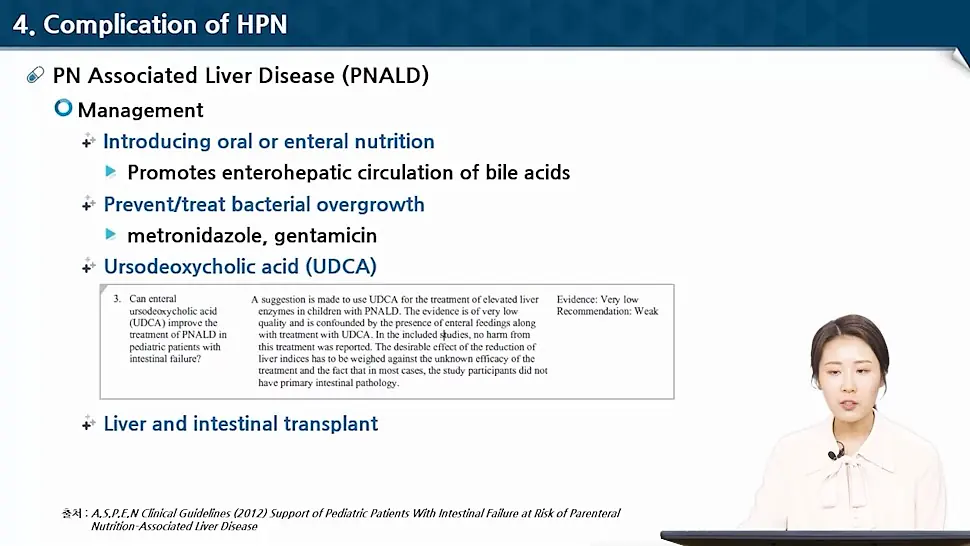 4. Complication of HPN
PN Associated Liver Disease (PNALD)
Management
Introducing oral or enteral nutrition
Promotes enterohepatic circulation of bile acids
Prevent/treat bacterial overgrowth
metronidazole, gentamicin
Ursodeoxycholic acid (UDCA)
3. Can enteral
ursodeoxycholic acid
(UDCA) improve the
treatment of PNALD in
pediatric patients with
intestinal failure?
A suggestion is made to use UDCA for the treatment of elevated liver
enzymes in children with PNALD. The evidence is of very low
quality and is confounded by the presence of enteral feedings along
with treatment with UDCA. In the included studies, no harm from
this treatment was reported. The desirable effect of the reduction of
liver indices has to be weighed against the unknown efficacy of the
treatment and the fact that in most cases, the study participants did not
have primary intestinal pathology.
Evidence: Very low
Recommendation: Weak
Liver and intestinal transplant
출처 : A,S,P,E,N Clinical Guidelines (2012) Support of Pediatric Patients With Intestinal Failure at Risk of Parenteral
Nutrition-Associated Liver Disease